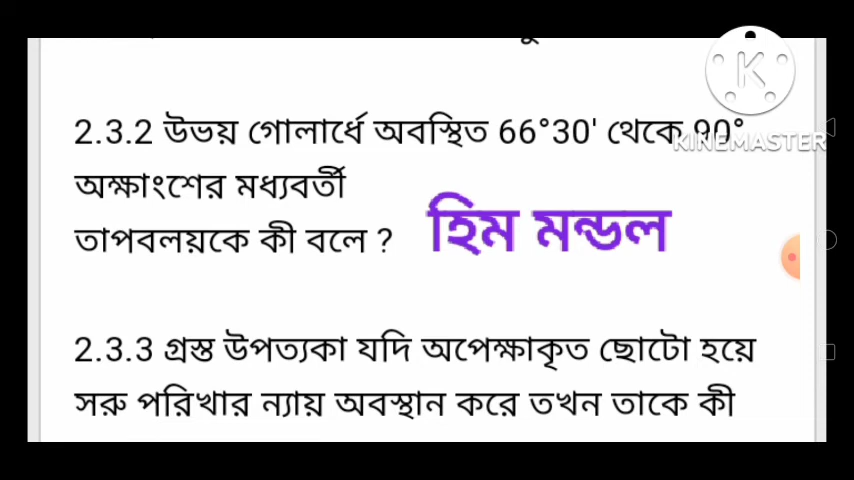 2.3.2 উভয় গোলার্ধে অবস্থিত 66°30' থেকে 90°
KINEMASTER
অক্ষাংশের মধ্যবর্তী
তাপবলয়কে কী বলে ? হিম মন্ডল
2.3.3 গ্রস্ত উপত্যকা যদি অপেক্ষাকৃত ছোটো হয়ে
সরু পরিখার ন্যায় অবস্থান করে তখন তাকে কী